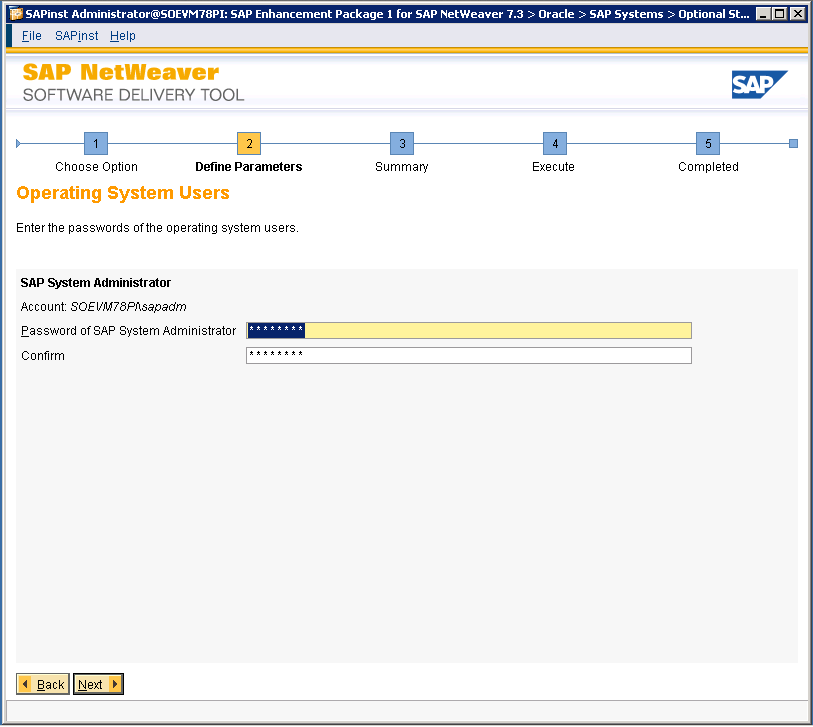 SAPinst Administrator@SOEVM78PI: SAP Enhancement Package 1 for SAP NetWeaver 7.3 > Oracle > SAP Systems > Optional St...
File SAPinst Help
SAP NetWeaver
SOFTWARE DELIVERY TOOL
SAP
1 2 3 4 5
Choose Option Define Parameters Summary Execute Completed
Operating System Users
Enter the passwords of the operating system users.
SAP System Administrator
Account: SOEVM78PI\sapadm
Password of SAP System Administrator ********
Confirm ********
Back Next